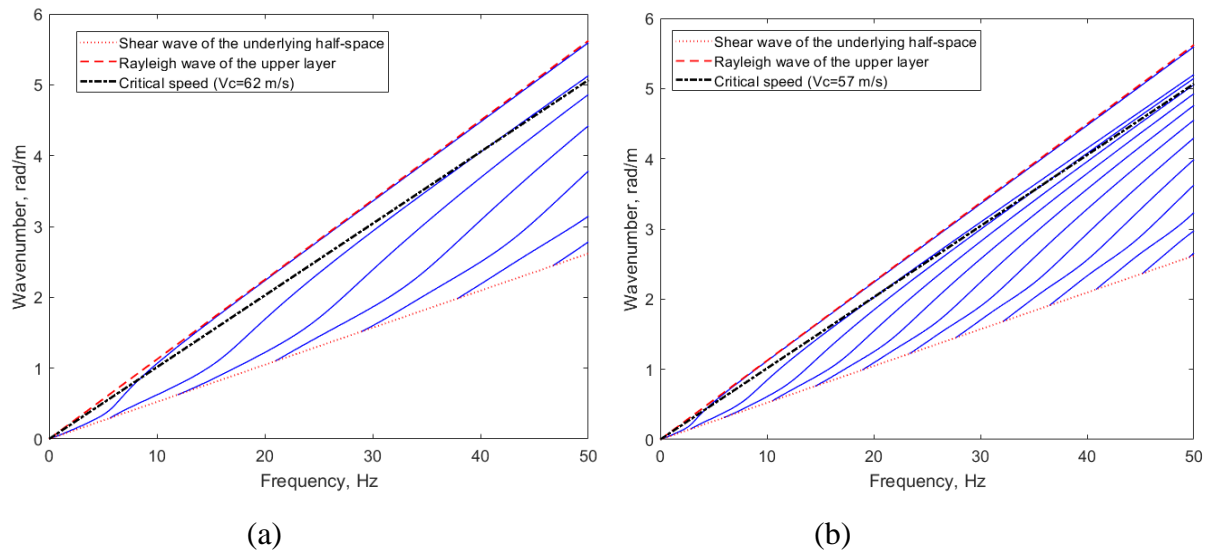 6
5
4
3
2
1
0
Wavenumber, rad/m
Shear wave of the underlying half-space
Rayleigh wave of the upper layer
Critical speed (Vc=62 m/s)
0 10 20 30 40 50
Frequency, Hz
(a)
6
5
4
3
2
1
0
Wavenumber, rad/m
Shear wave of the underlying half-space
Rayleigh wave of the upper layer
Critical speed (Vc=57 m/s)
0 10 20 30 40 50
Frequency, Hz
(b)